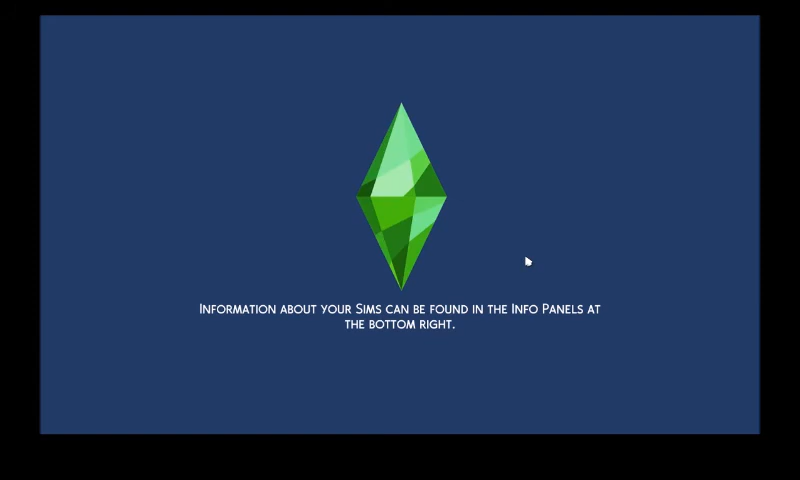 Information about your Sims can be found in the Info Panels at
the bottom right.